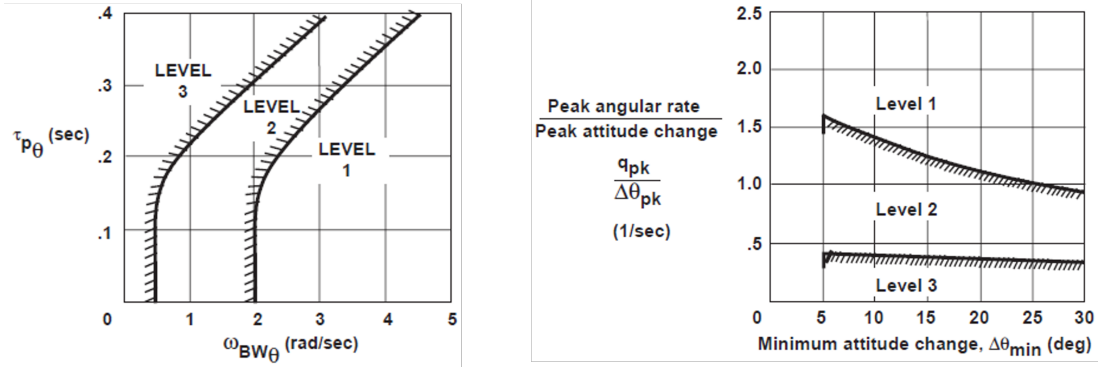 .4
.3
.2
.1
τpθ (sec)
LEVEL
3
LEVEL
2
LEVEL
1
0 1 2 3 4 5
ωBWθ (rad/sec)
Peak angular rate
Peak attitude change
qpk
Δθpk
(1/sec)
2.5
2.0
1.5
1.0
.5
Level 1
Level 2
Level 3
0 5 10 15 20 25 30
Minimum attitude change, Δθmin (deg)